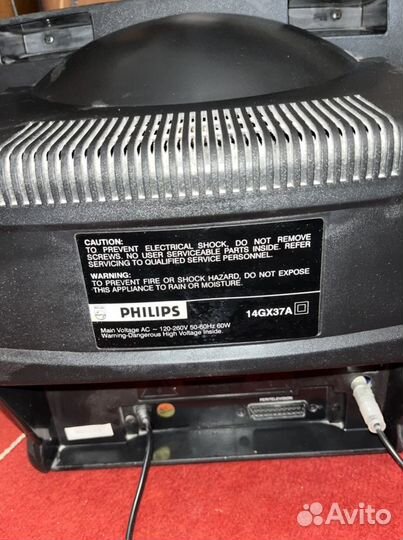 CAUTION:
TO PREVENT ELECTRICAL SHOCK, DO NOT REMOVE
SCREWS. NO USER SERVICEABLE PARTS INSIDE. REFER
SERVICING TO QUALIFIED SERVICE PERSONNEL.
WARNING:
TO PREVENT FIRE OR SHOCK HAZARD, DO NOT EXPOSE
THIS APPLIANCE TO RAIN OR MOISTURE.
PHILIPS
14GX37A
Main Voltage AC ~ 120-260V 50-60Hz 60W
Warning-Dangerous High Voltage Inside.
PERITELEVISION
Avito